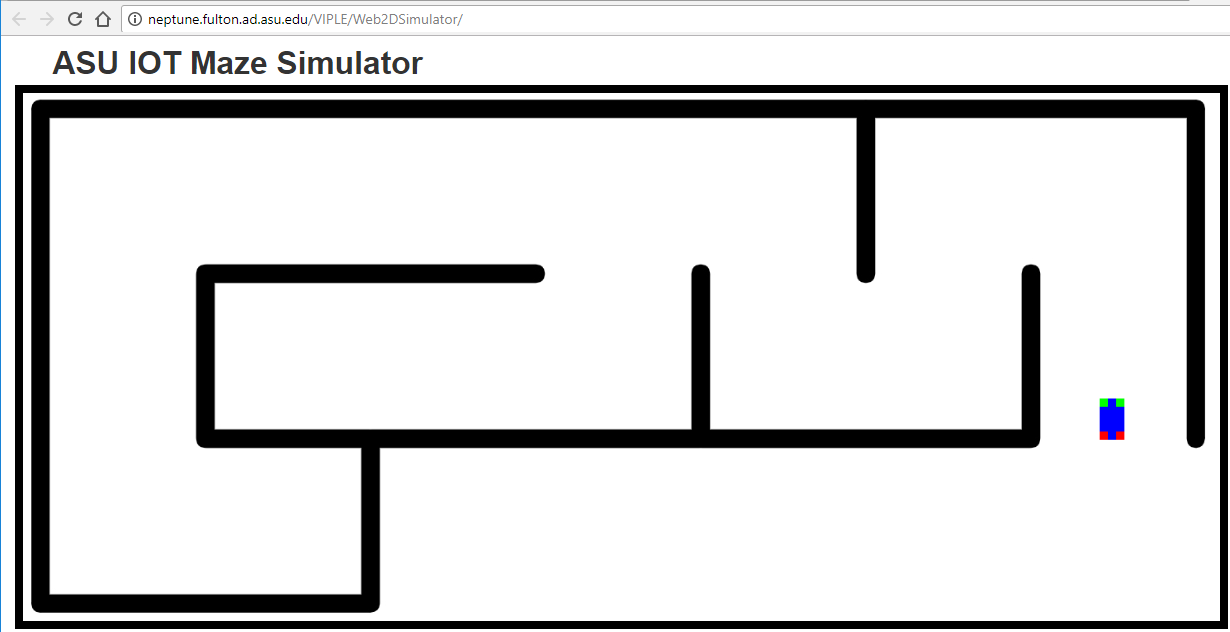 neptune.fulton.ad.asu.edu/VIPLE/Web2DSimulator/
ASU IOT Maze Simulator